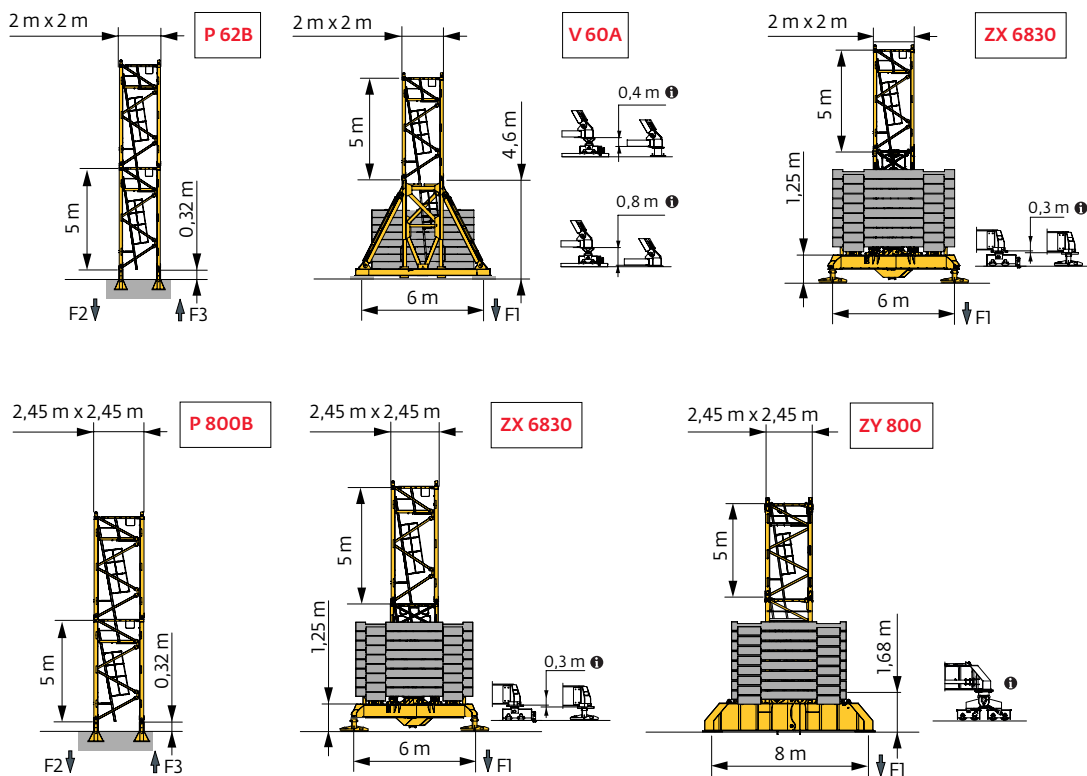 2 m x 2 m
P 62B
5 m
0,32 m
F2
F3
2 m x 2 m
V 60A
5 m
4,6 m
6 m
F1
0,4 m i
0,8 m i
2 m x 2 m
ZX 6830
5 m
1,25 m
6 m
F1
0,3 m i
2,45 m x 2,45 m
P 800B
5 m
0,32 m
F2
F3
2,45 m x 2,45 m
ZX 6830
5 m
1,25 m
6 m
F1
0,3 m i
2,45 m x 2,45 m
ZY 800
5 m
1,68 m
8 m
F1
i